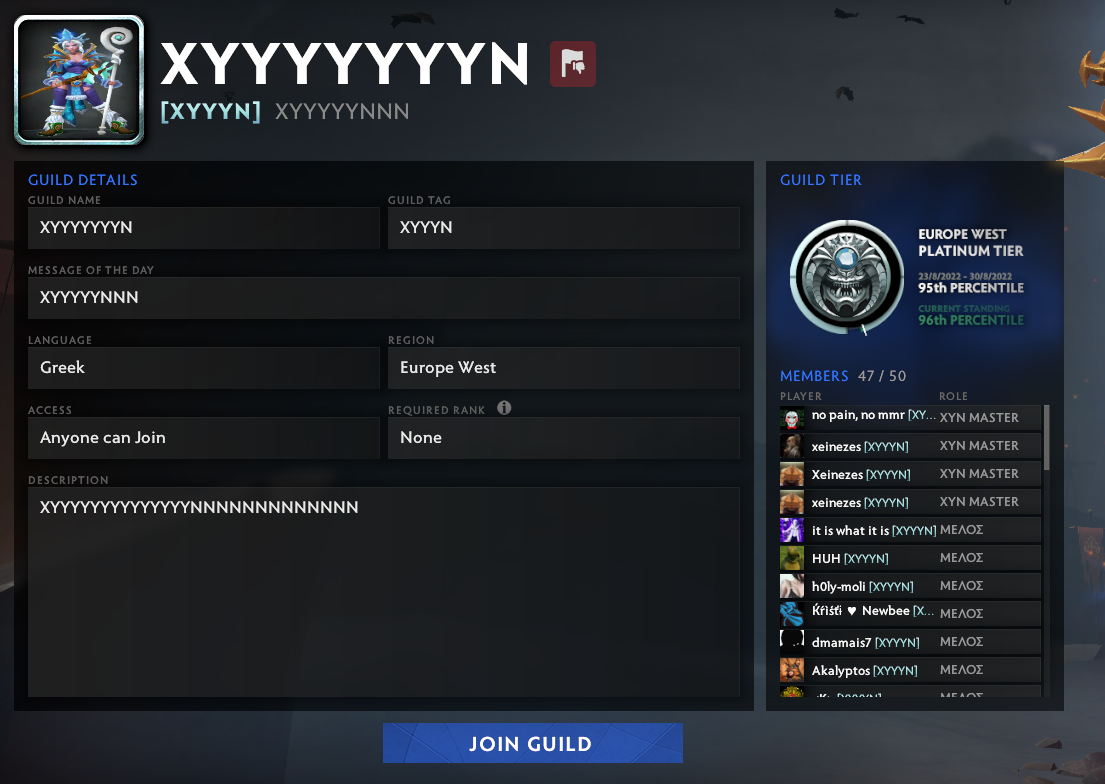 XYYYYYYYN
[XYYYN] XYYYYYNNN
GUILD DETAILS
GUILD NAME
GUILD TAG
XYYYYYYYN
XYYYN
MESSAGE OF THE DAY
XYYYYYNNN
LANGUAGE
REGION
Greek
Europe West
ACCESS
REQUIRED RANK
Anyone can Join
None
DESCRIPTION
XYYYYYYYYYYYYYYNNNNNNNNNNNNN
GUILD TIER
EUROPE WEST
PLATINUM TIER
23/8/2022 - 30/8/2022
95th PERCENTILE
CURRENT STANDING
96th PERCENTILE
MEMBERS 47 / 50
PLAYER ROLE
no pain, no mmr [XY... XYN MASTER
xeinezes [XYYYN] XYN MASTER
Xeinezes [XYYYN] XYN MASTER
xeinezes [XYYYN] XYN MASTER
it is what it is [XYYYN] ΜΕΛΟΣ
HUH [XYYYN] ΜΕΛΟΣ
h0ly-moli [XYYYN] ΜΕΛΟΣ
♥ Newbee [X... ΜΕΛΟΣ
dmamais7 [XYYYN] ΜΕΛΟΣ
Akalyptos [XYYYN] ΜΕΛΟΣ
[XYYYN] ΜΕΛΟΣ
JOIN GUILD